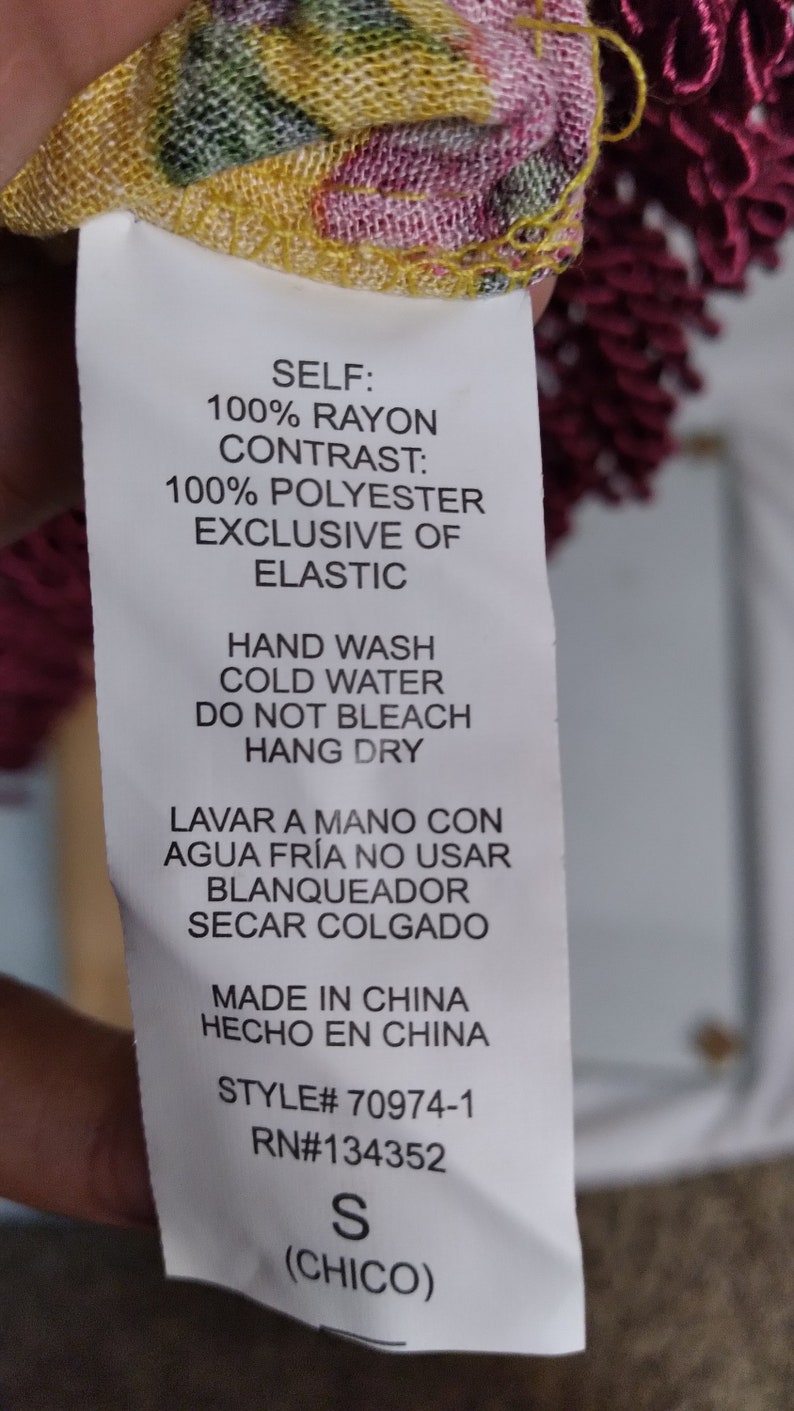 SELF:
100% RAYON
CONTRAST:
100% POLYESTER
EXCLUSIVE OF
ELASTIC
HAND WASH
COLD WATER
DO NOT BLEACH
HANG DRY
LAVAR A MANO CON
AGUA FRÍA NO USAR
BLANQUEADOR
SECAR COLGADO
MADE IN CHINA
HECHO EN CHINA
STYLE# 70974-1
RN#134352
S
(CHICO)